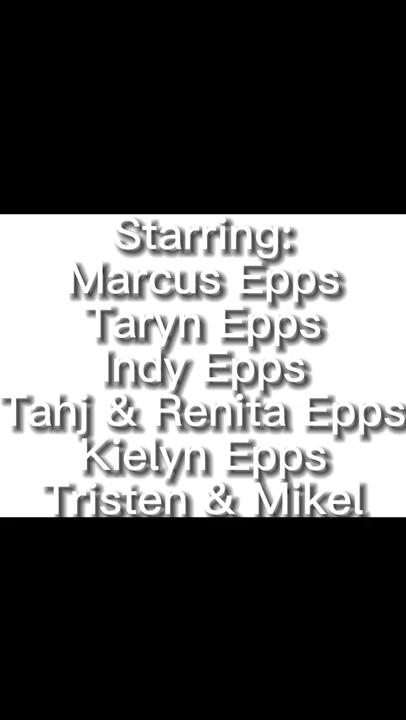 Starring:
Marcus Epps
Taryn Epps
Indy Epps
Tahj & Renita Epps
Kielyn Epps
Tristen & Mikel